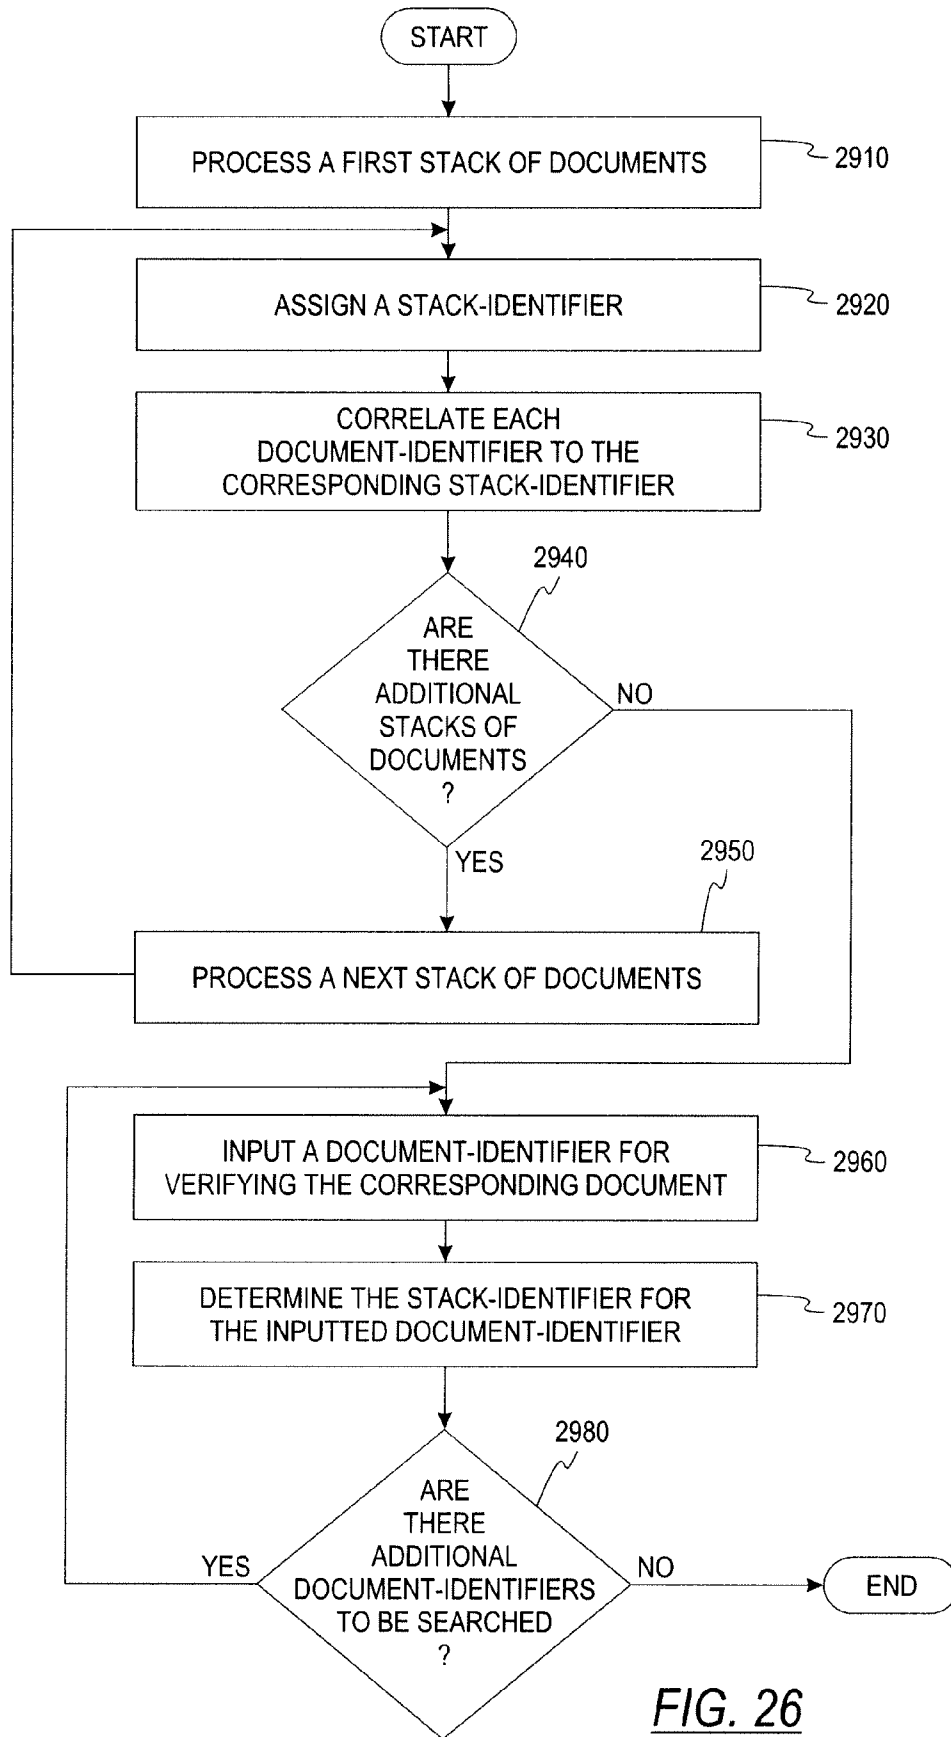 START
PROCESS A FIRST STACK OF DOCUMENTS
2910
ASSIGN A STACK-IDENTIFIER
2920
CORRELATE EACH
DOCUMENT-IDENTIFIER TO THE
CORRESPONDING STACK-IDENTIFIER
2930
2940
ARE
THERE
ADDITIONAL
STACKS OF
DOCUMENTS
?
NO
YES
2950
PROCESS A NEXT STACK OF DOCUMENTS
INPUT A DOCUMENT-IDENTIFIER FOR
VERIFYING THE CORRESPONDING DOCUMENT
2960
DETERMINE THE STACK-IDENTIFIER FOR
THE INPUTTED DOCUMENT-IDENTIFIER
2970
2980
ARE
THERE
ADDITIONAL
DOCUMENT-IDENTIFIERS
TO BE SEARCHED
?
YES
NO
END
FIG. 26